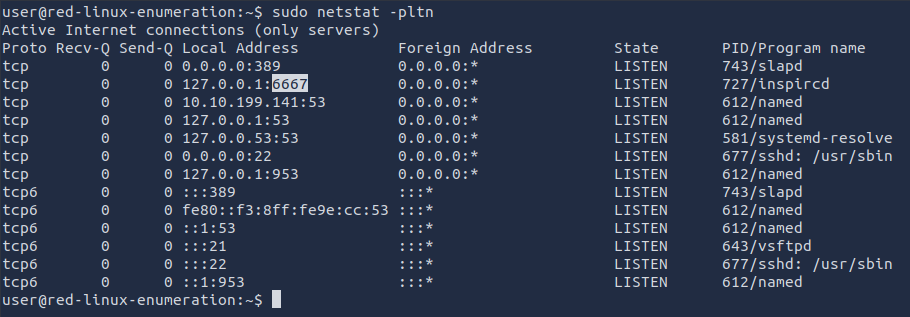 user@red-linux-enumeration:~$ sudo netstat -pltn
Active Internet connections (only servers)
Proto Recv-Q Send-Q Local Address           Foreign Address         State       PID/Program name
tcp        0      0 0.0.0.0:389             0.0.0.0:*               LISTEN      743/slapd
tcp        0      0 127.0.0.1:6667          0.0.0.0:*               LISTEN      727/inspircd
tcp        0      0 10.10.199.141:53        0.0.0.0:*               LISTEN      612/named
tcp        0      0 127.0.0.1:53            0.0.0.0:*               LISTEN      612/named
tcp        0      0 127.0.0.53:53           0.0.0.0:*               LISTEN      581/systemd-resolve
tcp        0      0 0.0.0.0:22              0.0.0.0:*               LISTEN      677/sshd: /usr/sbin
tcp        0      0 127.0.0.1:953           0.0.0.0:*               LISTEN      612/named
tcp6       0      0 :::389                  :::*                    LISTEN      743/slapd
tcp6       0      0 fe80::f3:8ff:fe9e:cc:53 :::*                    LISTEN      612/named
tcp6       0      0 ::1:53                  :::*                    LISTEN      612/named
tcp6       0      0 :::21                   :::*                    LISTEN      643/vsftpd
tcp6       0      0 :::22                   :::*                    LISTEN      677/sshd: /usr/sbin
tcp6       0      0 ::1:953                 :::*                    LISTEN      612/named
user@red-linux-enumeration:~$